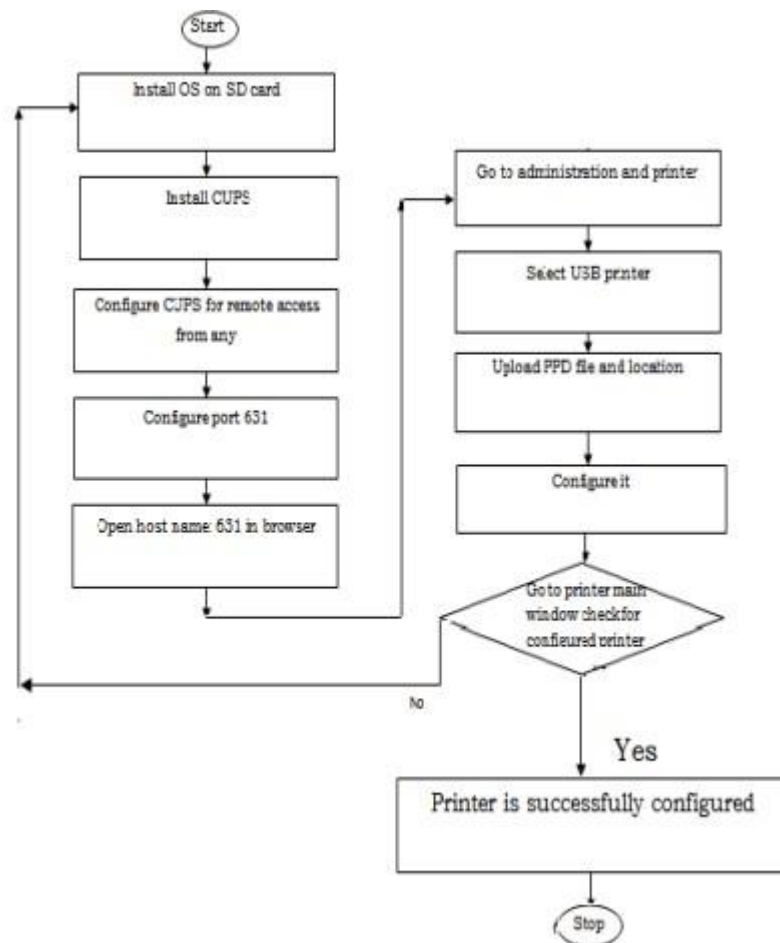 Start
Install OS on SD card
Install CUPS
Configure CUPS for remote access
from any
Configure port 631
Open host name: 631 in browser
Go to administration and printer
Select USB printer
Upload PPD file and location
Configure it
Go to printer main
window check for
configured printer
No
Yes
Printer is successfully configured
Stop